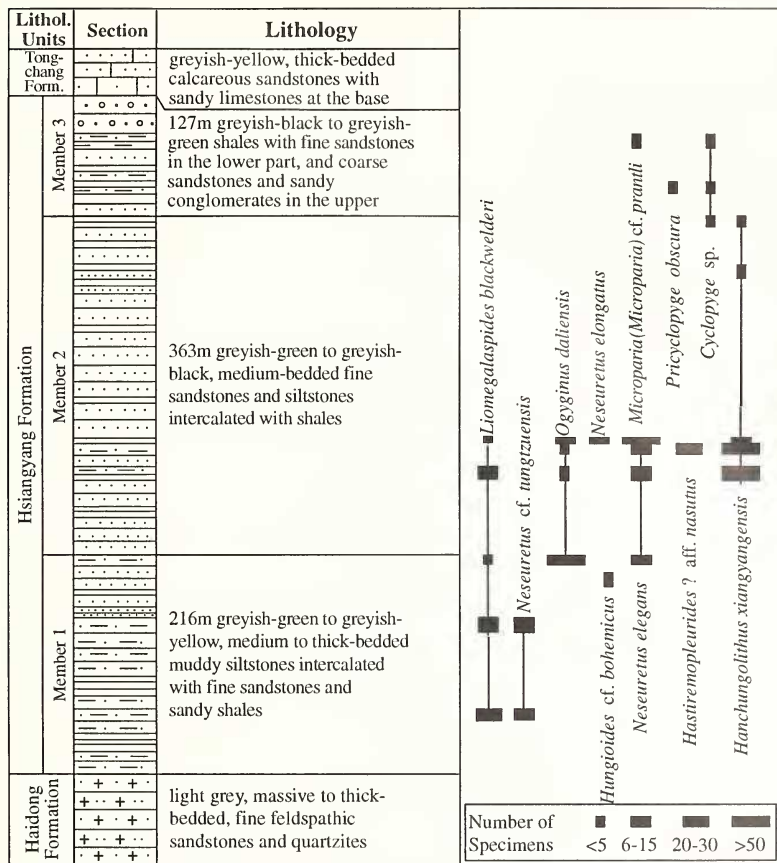 Lithol.
Units
Section
Lithology
Tong-
chang
Form.
greyish-yellow, thick-bedded
calcareous sandstones with
sandy limestones at the base
Hsiangyang Formation
Member 3
127m greyish-black to greyish-
green shales with fine sandstones
in the lower part, and coarse
sandstones and sandy
conglomerates in the upper
Member 2
363m greyish-green to greyish-
black, medium-bedded fine
sandstones and siltstones
intercalated with shales
Member 1
216m greyish-green to greyish-
yellow, medium to thick-bedded
muddy siltstones intercalated
with fine sandstones and
sandy shales
Haidong
Formation
light grey, massive to thick-
bedded, fine feldspathic
sandstones and quartzites
Liomegalaspides blackwelderi
Neseuretus cf. tungtzuensis
Ogyginus daliensis
Neseuretus elongatus
Microparia (Microparia) cf. prantli
Pricyclopyge obscura
Cyclopyge sp.
Hungioides cf. bohemicus
Neseuretus elegans
Hastiremopleurides ? aff. nasutus
Hanchungolithus xiangyangensis
Number of
Specimens
<5 6-15 20-30 >50